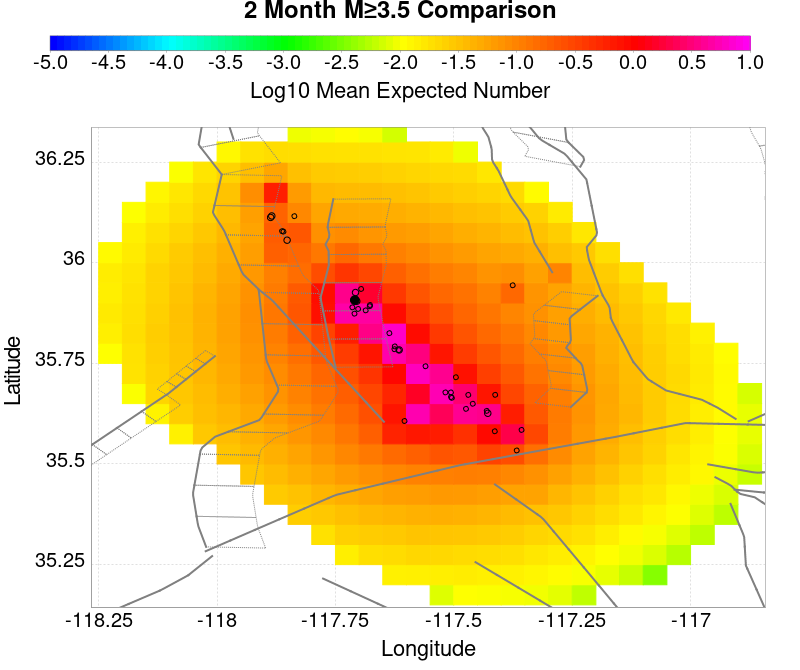 2 Month M≥3.5 Comparison
-5.0 -4.5 -4.0 -3.5 -3.0 -2.5 -2.0 -1.5 -1.0 -0.5 0.0 0.5 1.0
Log10 Mean Expected Number
36.25
36
35.75
35.5
35.25
Latitude
-118.25 -118 -117.75 -117.5 -117.25 -117
Longitude